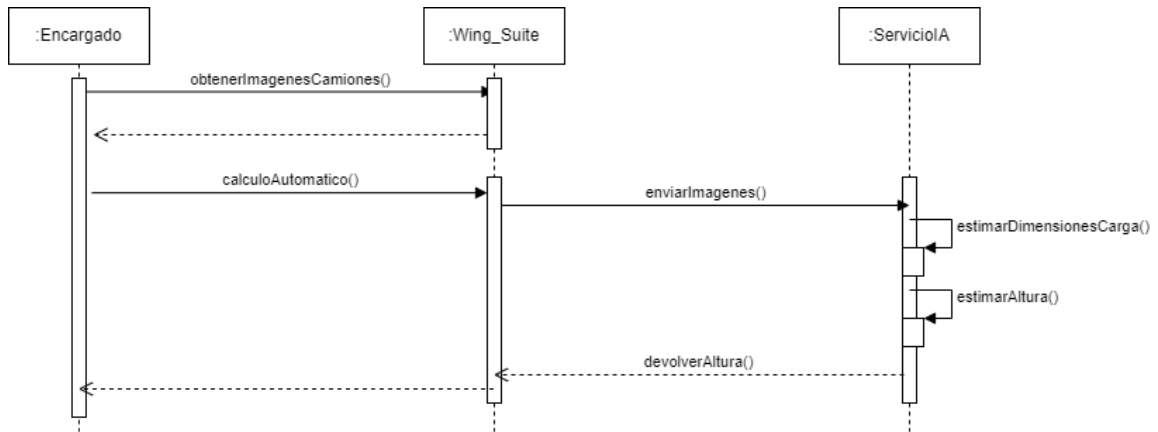 :Encargado
:Wing_Suite
:ServicioIA
obtenerImagenesCamiones()
calculoAutomatico()
enviarImagenes()
estimarDimensionesCarga()
estimarAltura()
devolverAltura()